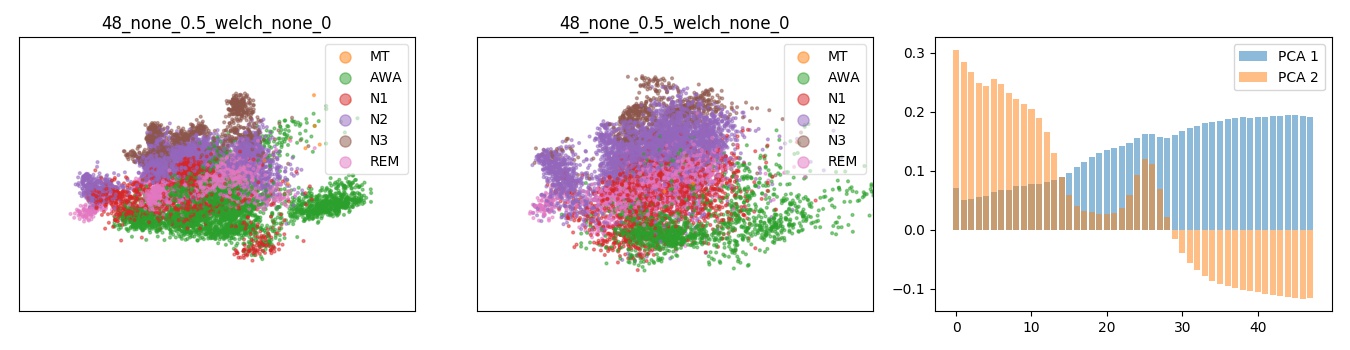 48_none_0.5_welch_none_0
MT
AWA
N1
N2
N3
REM
48_none_0.5_welch_none_0
MT
AWA
N1
N2
N3
REM
PCA 1
PCA 2
0.3
0.2
0.1
0.0
−0.1
0 10 20 30 40